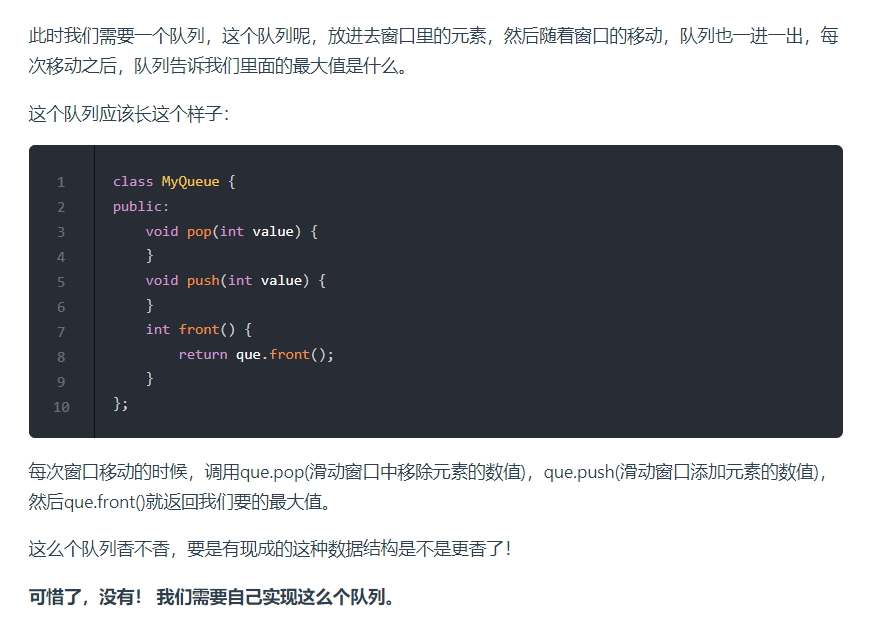 此时我们需要一个队列，这个队列呢，放进去窗口里的元素，然后随着窗口的移动，队列也一进一出，每
次移动之后，队列告诉我们里面的最大值是什么。
这个队列应该长这个样子：
1 class MyQueue {
2 public:
3     void pop(int value) {
4     }
5     void push(int value) {
6     }
7     int front() {
8         return que.front();
9     }
10 };
每次窗口移动的时候，调用que.pop(滑动窗口中移除元素的数值)，que.push(滑动窗口添加元素的数值)，
然后que.front()就返回我们要的最大值。
这么个队列香不香，要是有现成的这种数据结构是不是更香了！
可惜了，没有！ 我们需要自己实现这么个队列。